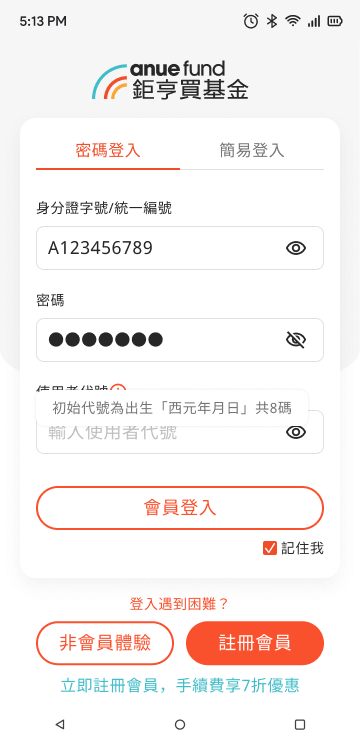 5:13 PM
anue fund
鉅亨買基金
密碼登入
簡易登入
身分證字號/統一編號
A123456789
密碼
使用者代號
初始代號為出生「西元年月日」共8碼
輸入使用者代號
會員登入
記住我
登入遇到困難？
非會員體驗
註冊會員
立即註冊會員，手續費享7折優惠